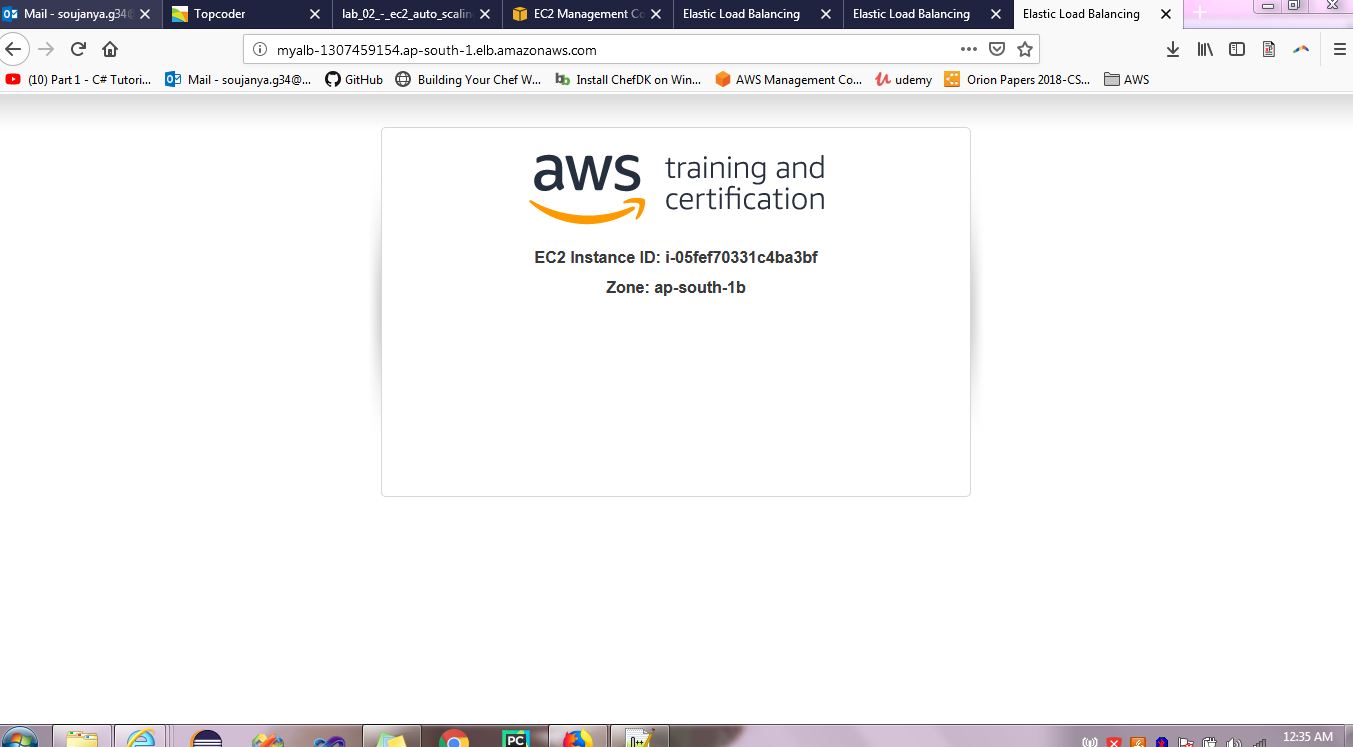 Mail - soujanya.g34@
Topcoder
lab_02_-_ec2_auto_scalin
EC2 Management Co
Elastic Load Balancing
Elastic Load Balancing
Elastic Load Balancing
myalb-1307459154.ap-south-1.elb.amazonaws.com
(10) Part 1 - C# Tutori...
Mail - soujanya.g34@...
GitHub
Building Your Chef W...
Install ChefDK on Win...
AWS Management Co...
udemy
Orion Papers 2018-CS...
AWS
aws training and
certification
EC2 Instance ID: i-05fef70331c4ba3bf
Zone: ap-south-1b
PC
12:35 AM